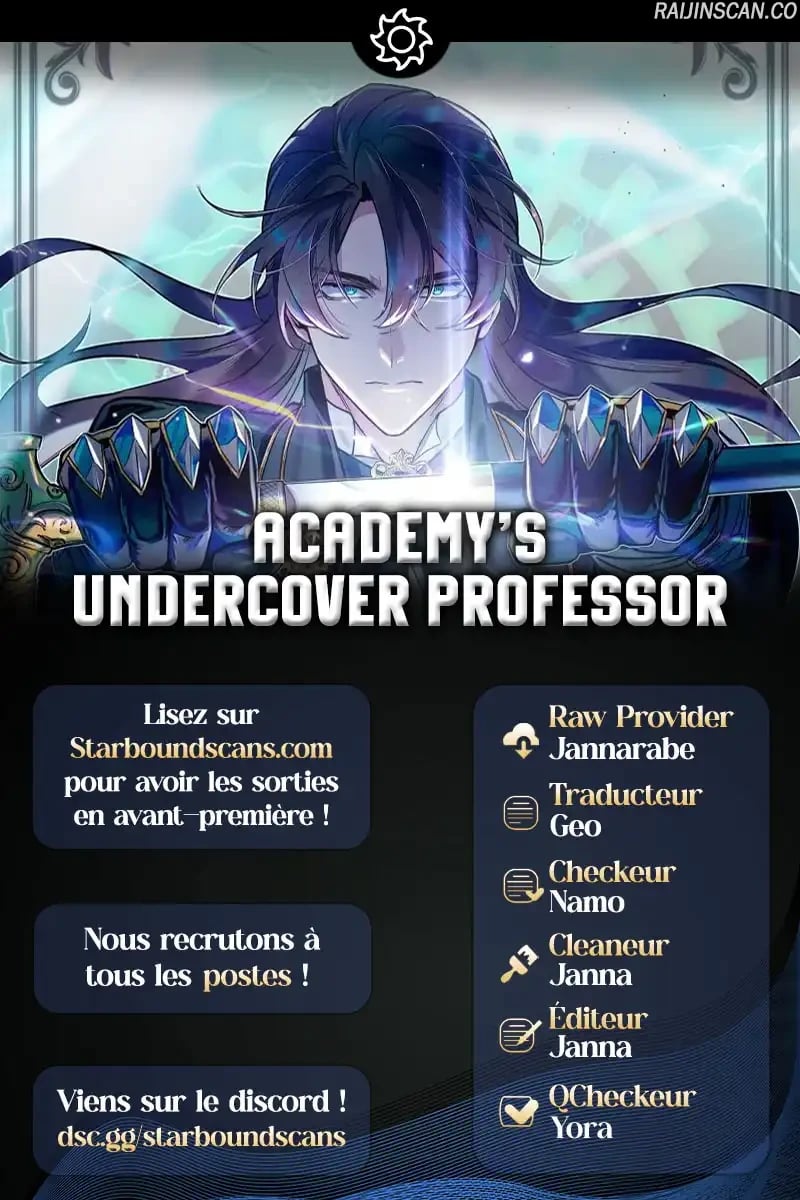 RAIJINSCAN.CO
ACADEMY'S
UNDERCOVER PROFESSOR
Lisez sur
Starboundscans.com
pour avoir les sorties
en avant-première !
Nous recrutons à
tous les postes !
Viens sur le discord !
dsc.gg/starboundscans
Raw Provider
Jannarabe
Traducteur
Geo
Checkeur
Namo
Cleaneur
Janna
Éditeur
Janna
QCheckeur
Yora